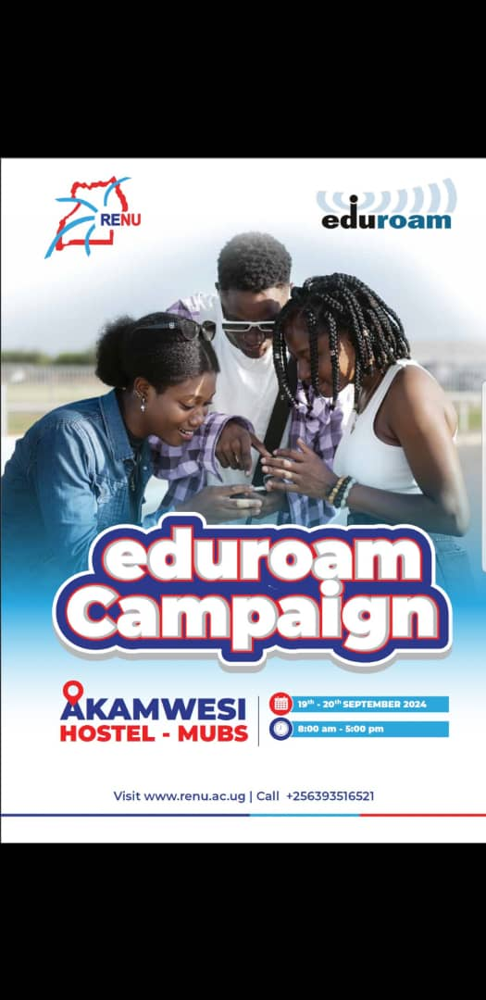 RENU
eduroam
eduroam
Campaign
AKAMWESI
HOSTEL - MUBS
19th - 20th SEPTEMBER 2024
8:00 am - 5:00 pm
Visit www.renu.ac.ug | Call +256393516521